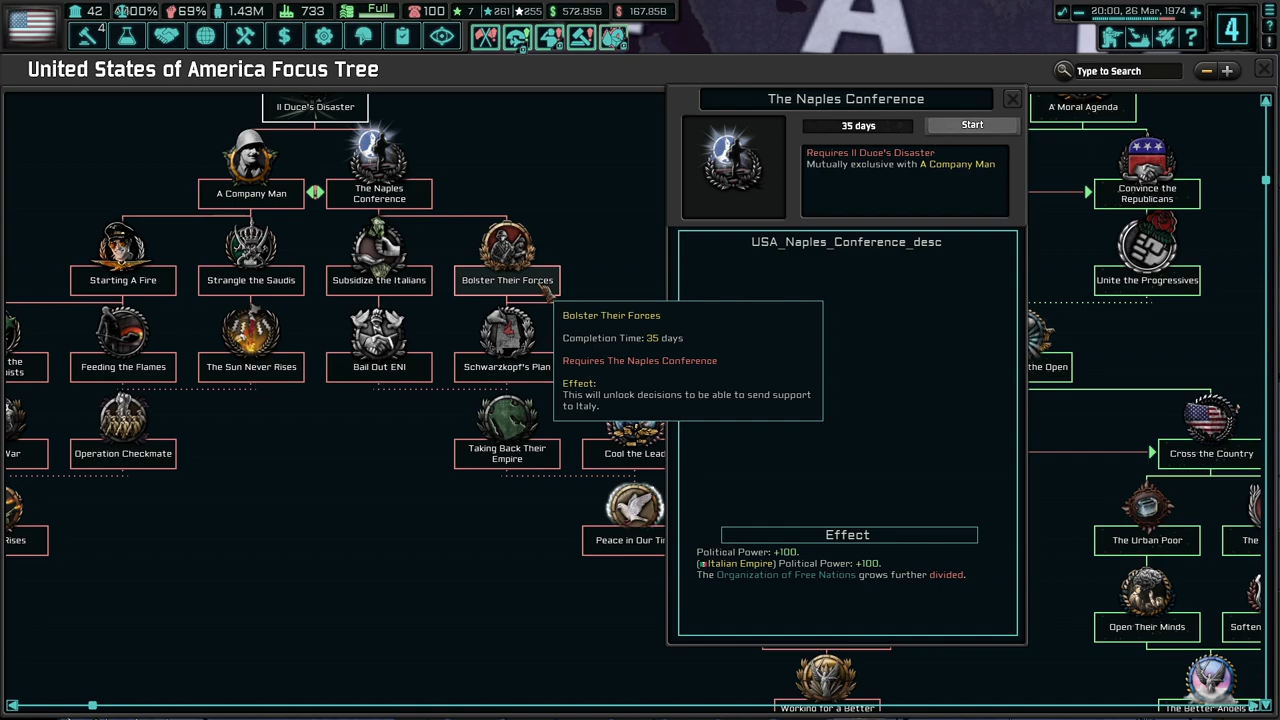 42
100%
69%
1.43M
733
Full
100
7
261
255
572.95B
167.85B
20:00, 26 Mar, 1974
4
4
United States of America Focus Tree
Type to Search
Il Duce's Disaster
A Company Man
The Naples
Conference
Starting A Fire
Strangle the Saudis
Subsidize the Italians
Bolster Their Forces
the
ists
Feeding the Flames
The Sun Never Rises
Bail Out ENI
Schwarzkopf's Plan
War
Operation Checkmate
Taking Back Their
Empire
Cool the Lead
Rises
Peace in Our Ti
Bolster Their Forces
Completion Time: 35 days
Requires The Naples Conference
Effect:
This will unlock decisions to be able to send support
to Italy.
The Naples Conference
35 days
Start
Requires Il Duce's Disaster
Mutually exclusive with A Company Man
USA_Naples_Conference_desc
Effect
Political Power: +100.
(Italian Empire) Political Power: +100.
The Organization of Free Nations grows further divided.
Working for a Better
A Moral Agenda
Convince the
Republicans
Unite the Progressives
the Open
Cross the Country
The Urban Poor
The
Open Their Minds
Soften
The Better Angels of